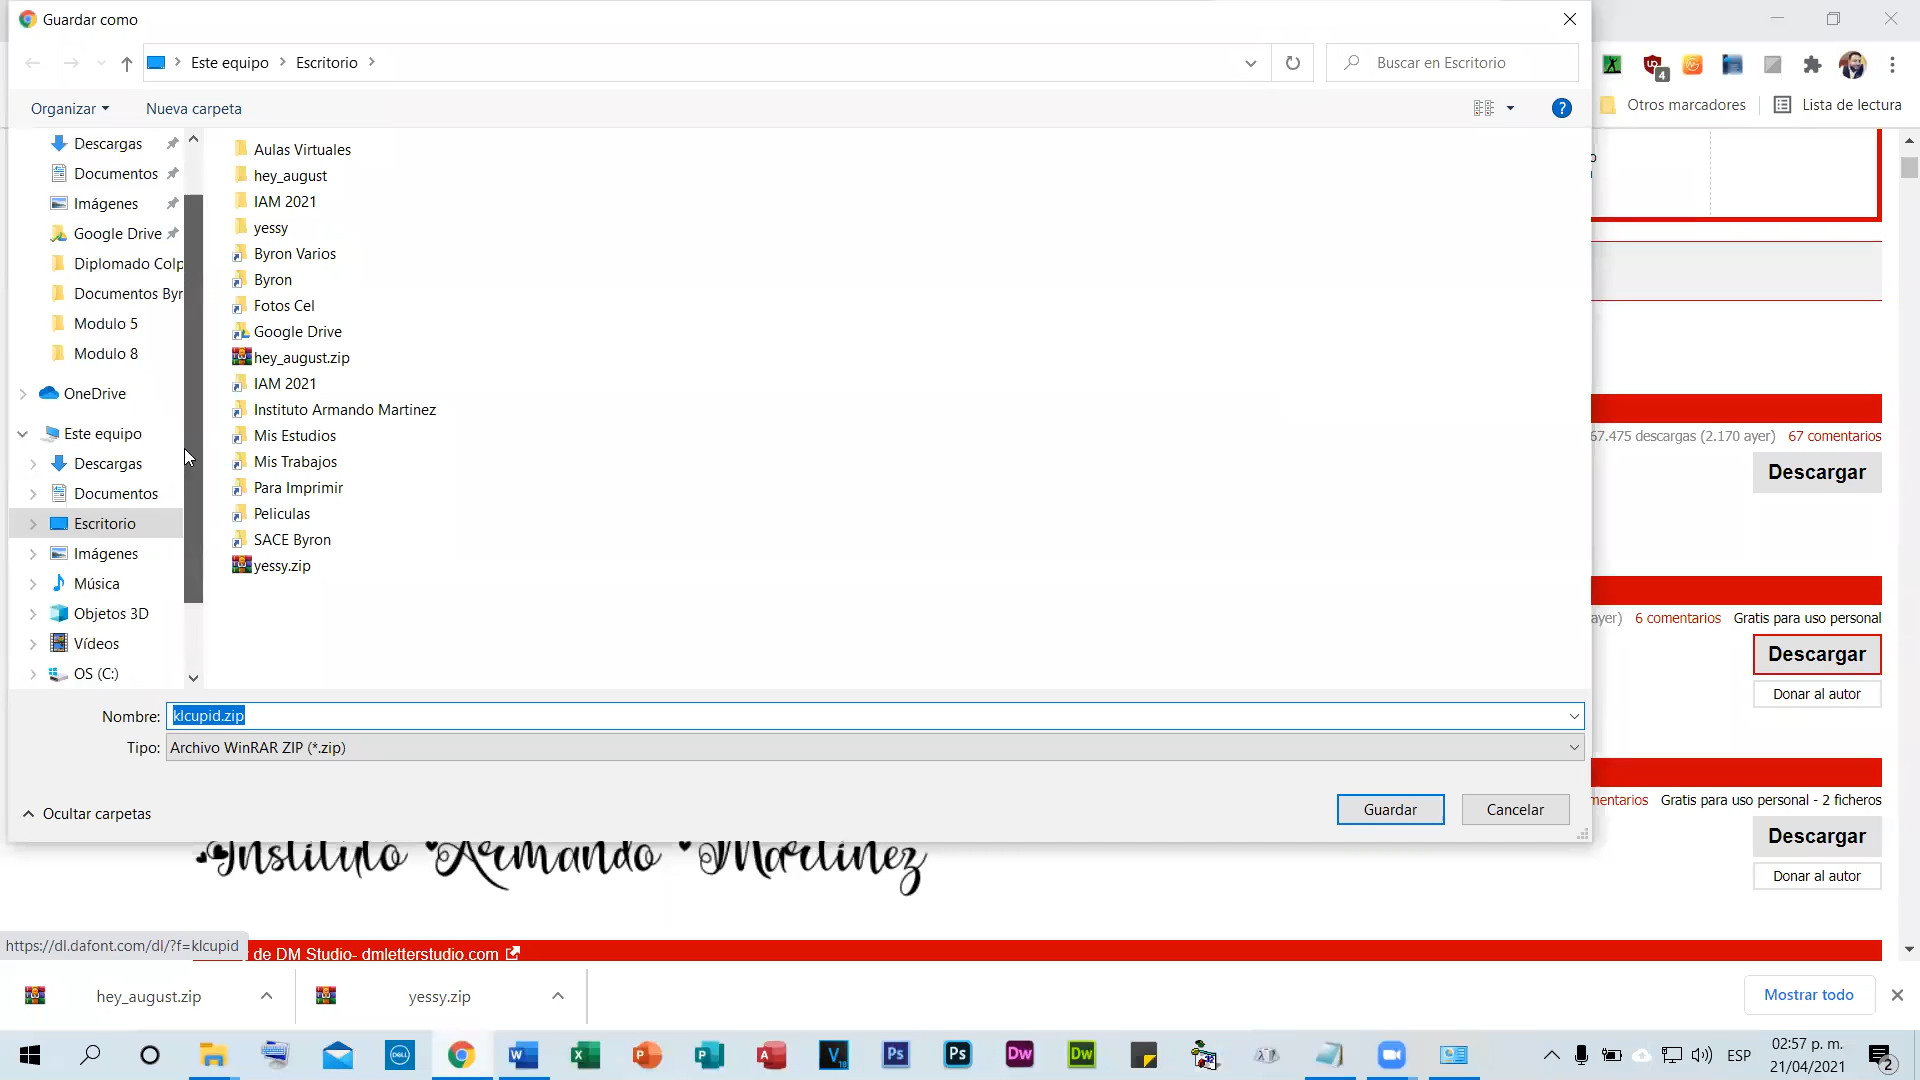 Guardar como
Este equipo > Escritorio >
Buscar en Escritorio
4
Organizar
Nueva carpeta
?
Otros marcadores
Lista de lectura
Descargas
Documentos
Imágenes
Google Drive
Diplomado Colp
Documentos Byr
Modulo 5
Modulo 8
OneDrive
Este equipo
Descargas
Documentos
Escritorio
Imágenes
Música
Objetos 3D
Vídeos
OS (C:)
Aulas Virtuales
hey_august
IAM 2021
yessy
Byron Varios
Byron
Fotos Cel
Google Drive
hey_august.zip
IAM 2021
Instituto Armando Martinez
Mis Estudios
Mis Trabajos
Para Imprimir
Peliculas
SACE Byron
yessy.zip
67.475 descargas (2.170 ayer) 67 comentarios
Descargar
ayer) 6 comentarios Gratis para uso personal
Descargar
Donar al autor
Nombre: klcupid.zip
Tipo: Archivo WinRAR ZIP (*.zip)
Ocultar carpetas
Guardar
Cancelar
mentarios Gratis para uso personal - 2 ficheros
Descargar
Donar al autor
Instituto Armando Martinez
https://dl.dafont.com/dl/?f=klcupid
de DM Studio- dmletterstudio.com
hey_august.zip
yessy.zip
Mostrar todo
ESP
02:57 p. m.
21/04/2021
2